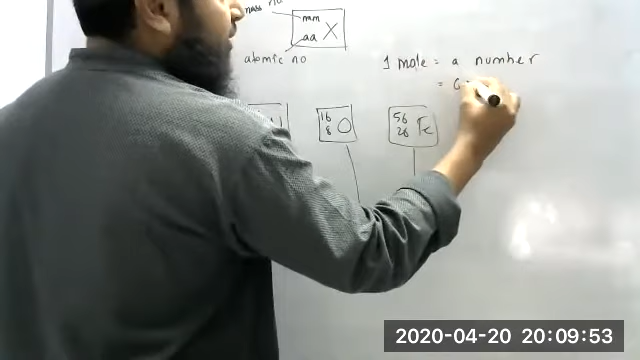 mass no
mm
aa X
atomic no
1 mole = a number
= 6
16
8 O
56
26 Fe
2020-04-20 20:09:53